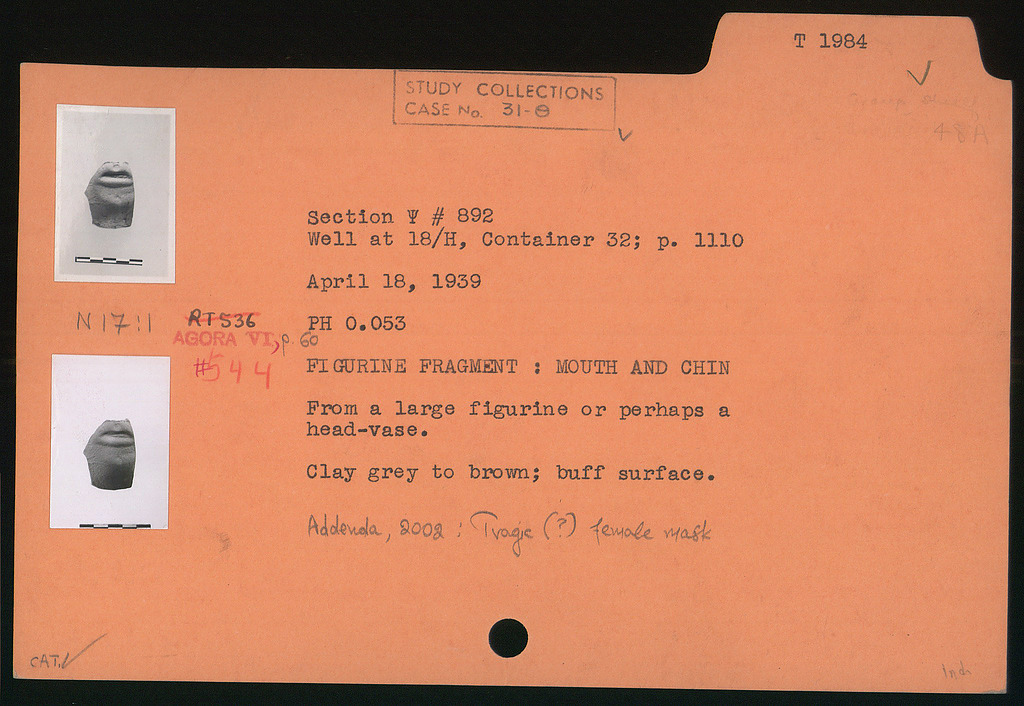 T 1984
STUDY COLLECTIONS
CASE No. 31-θ
48A
Section Ψ # 892
Well at 18/H, Container 32; p. 1110
April 18, 1939
N 17:1
RT536
PH 0.053
AGORA VI, p. 60
#544
FIGURINE FRAGMENT : MOUTH AND CHIN
From a large figurine or perhaps a
head-vase.
Clay grey to brown; buff surface.
Addenda, 2002 : Tragic (?) female mask
CAT.
Ind.